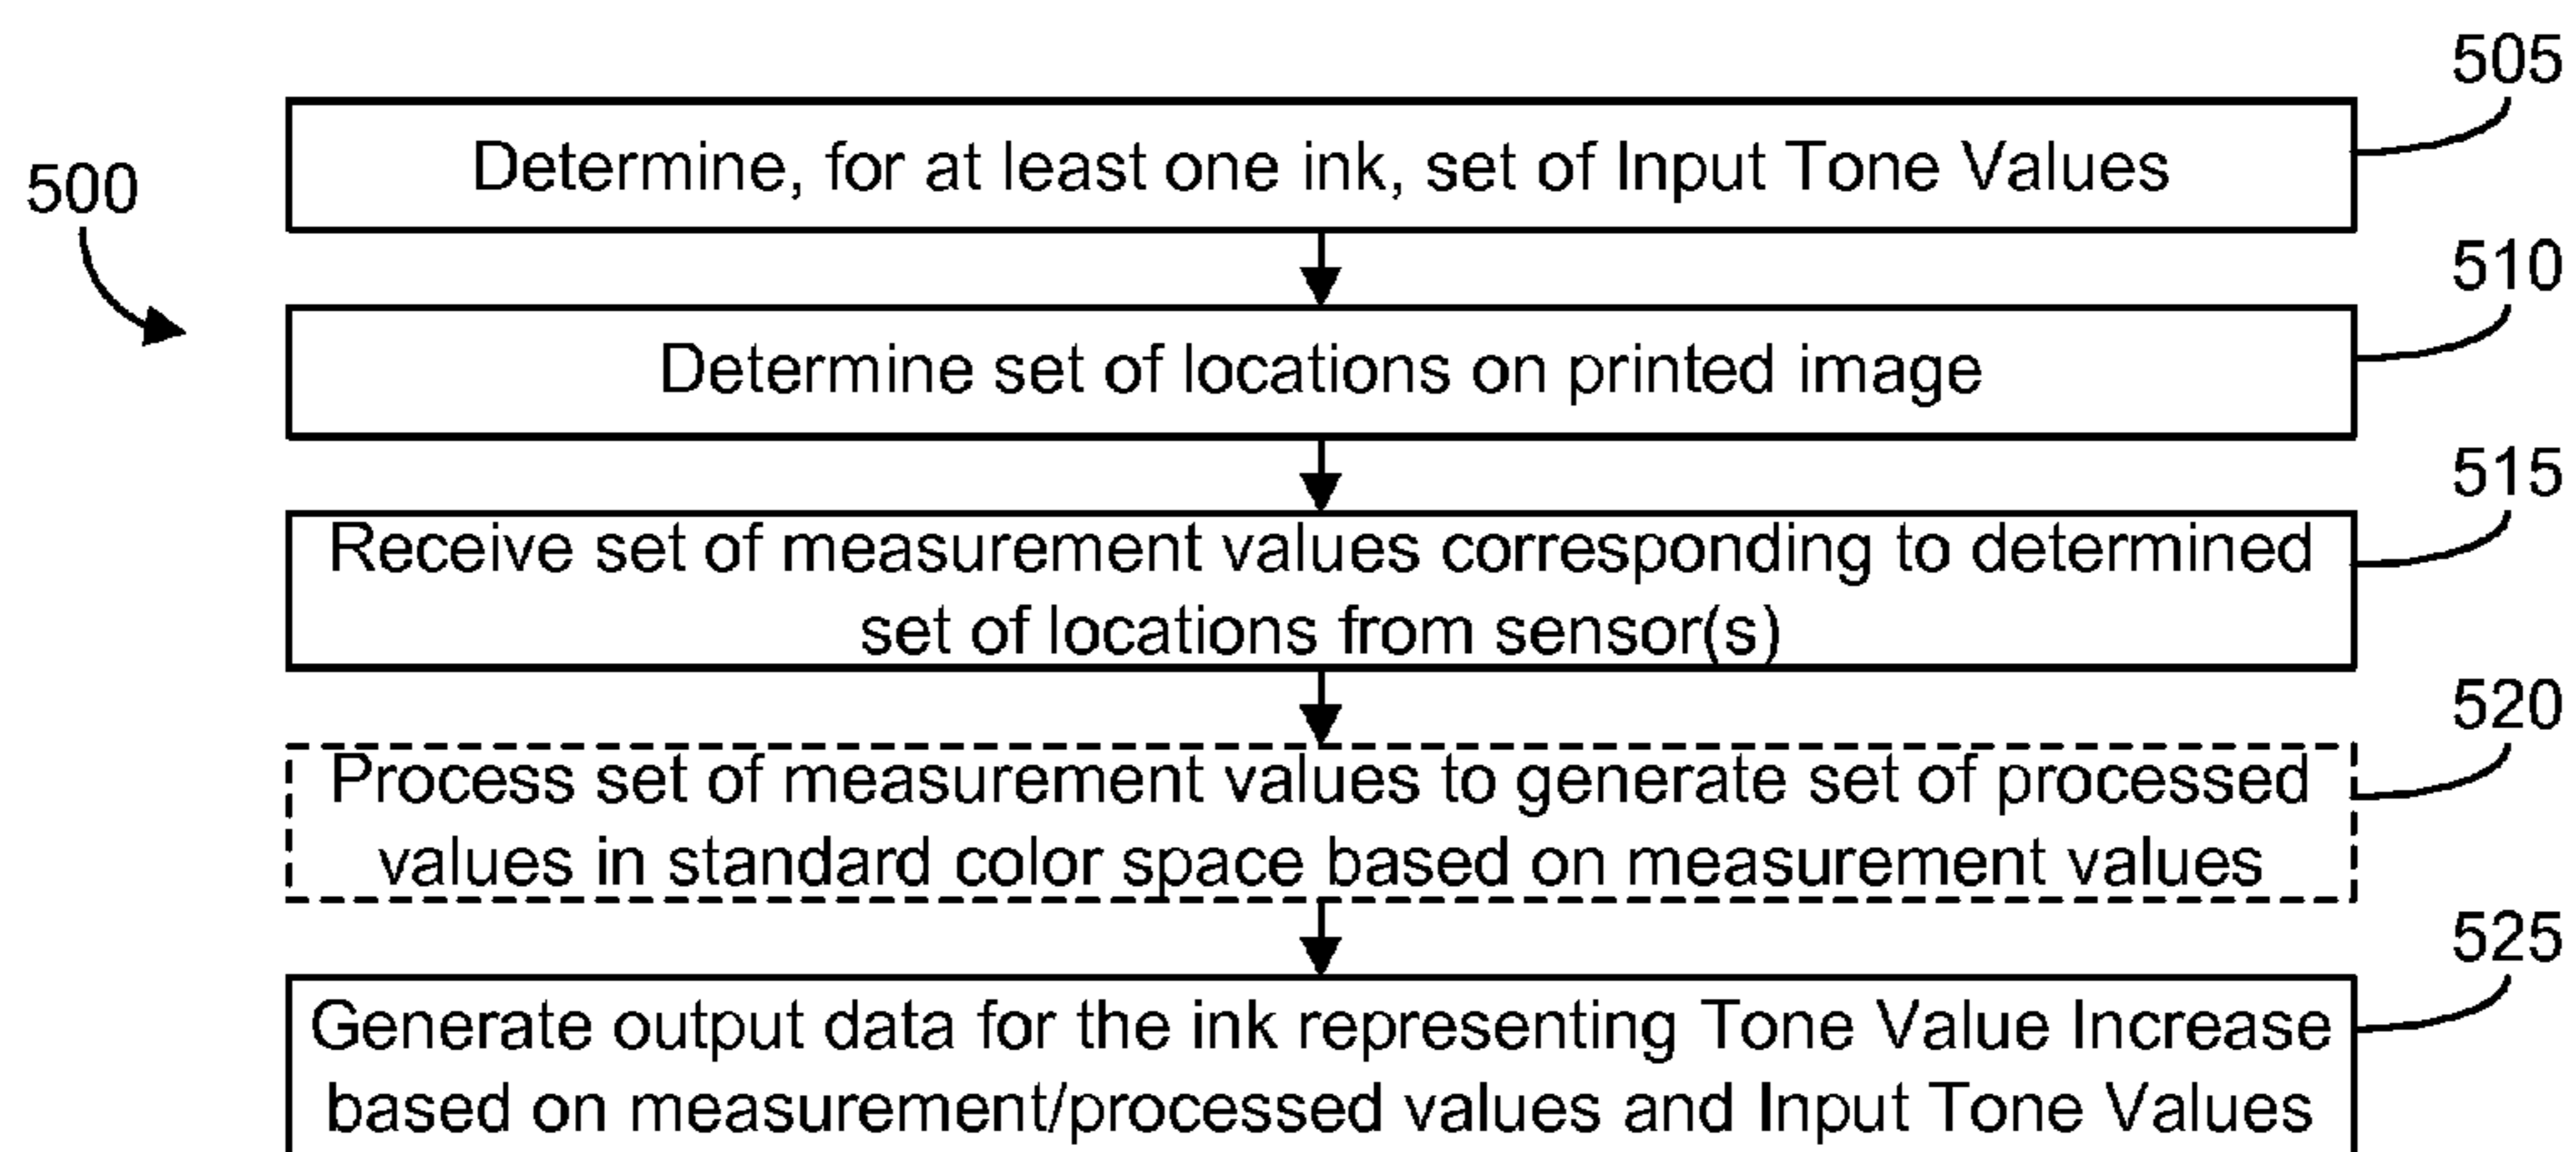 505
Determine, for at least one ink, set of Input Tone Values
500
510
Determine set of locations on printed image
515
Receive set of measurement values corresponding to determined
set of locations from sensor(s)
520
Process set of measurement values to generate set of processed
values in standard color space based on measurement values
525
Generate output data for the ink representing Tone Value Increase
based on measurement/processed values and Input Tone Values